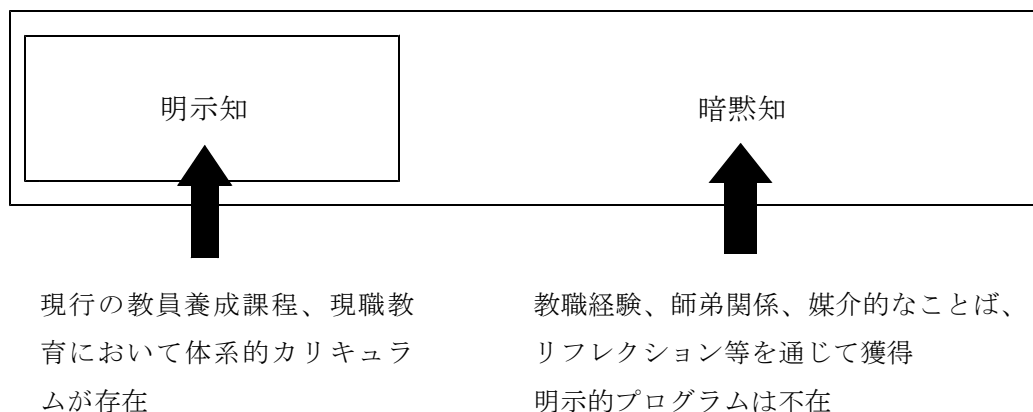 明示知
暗黙知
現行の教員養成課程、現職教
育において体系的カリキュラ
ムが存在
教職経験、師弟関係、媒介的なことば、
リフレクション等を通じて獲得
明示的プログラムは不在